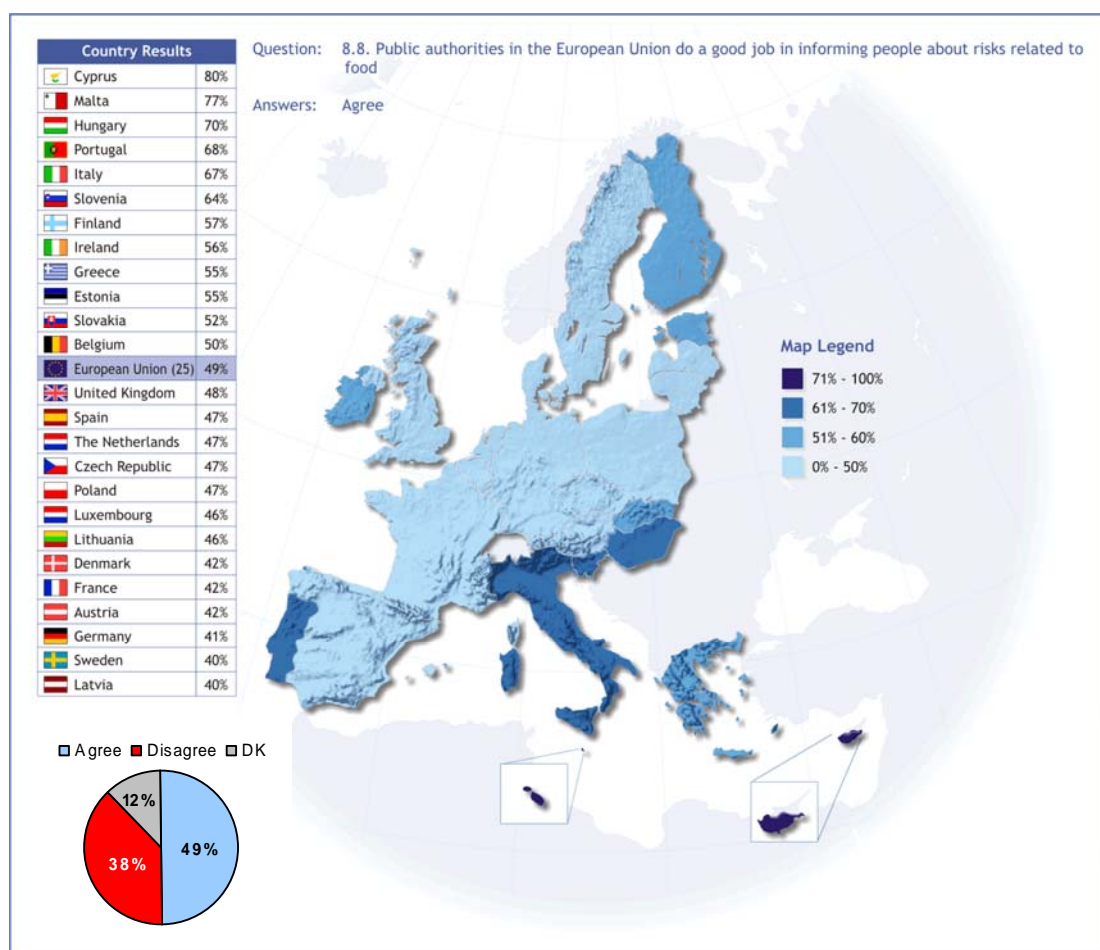 Country Results
Cyprus 80%
Malta 77%
Hungary 70%
Portugal 68%
Italy 67%
Slovenia 64%
Finland 57%
Ireland 56%
Greece 55%
Estonia 55%
Slovakia 52%
Belgium 50%
European Union (25) 49%
United Kingdom 48%
Spain 47%
The Netherlands 47%
Czech Republic 47%
Poland 47%
Luxembourg 46%
Lithuania 46%
Denmark 42%
France 42%
Austria 42%
Germany 41%
Sweden 40%
Latvia 40%
Question: 8.8. Public authorities in the European Union do a good job in informing people about risks related to
food
Answers: Agree
Map Legend
71% - 100%
61% - 70%
51% - 60%
0% - 50%
Agree Disagree DK
12%
49%
38%